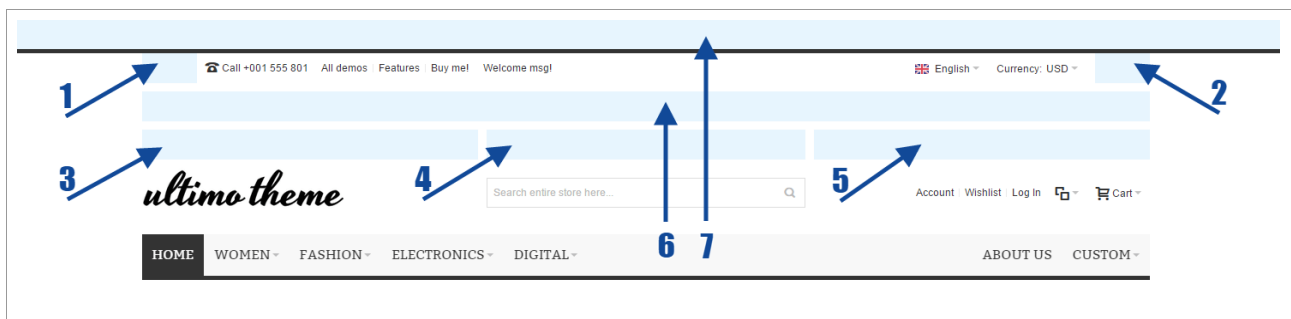 7
1
Call +001 555 801 All demos Features Buy me! Welcome msg! English Currency: USD
2
6
3
4
5
ultimo theme
Search entire store here...
Account Wishlist Log In Cart
HOME WOMEN FASHION ELECTRONICS DIGITAL ABOUT US CUSTOM